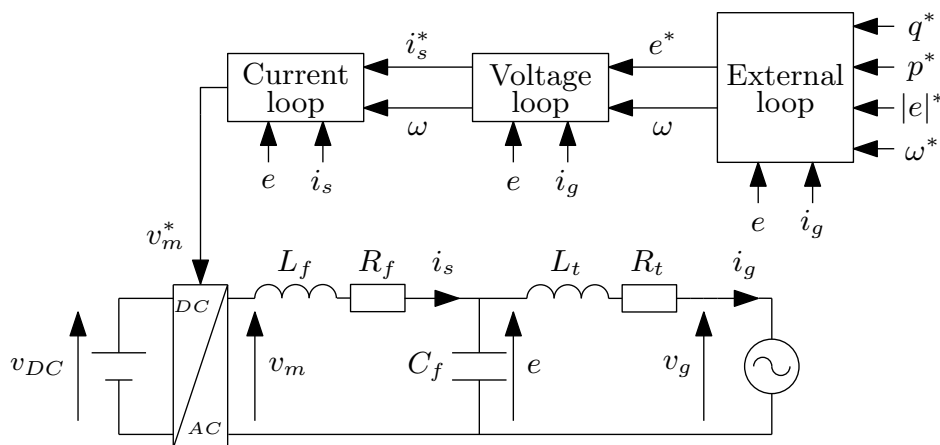 q*
i_s* e* p*
Current loop
Voltage loop
External loop
|e|*
ω ω ω*
e i_s e i_g
e i_g
v_m*
L_f R_f i_s L_t R_t i_g
DC
v_DC v_m C_f e v_g
AC